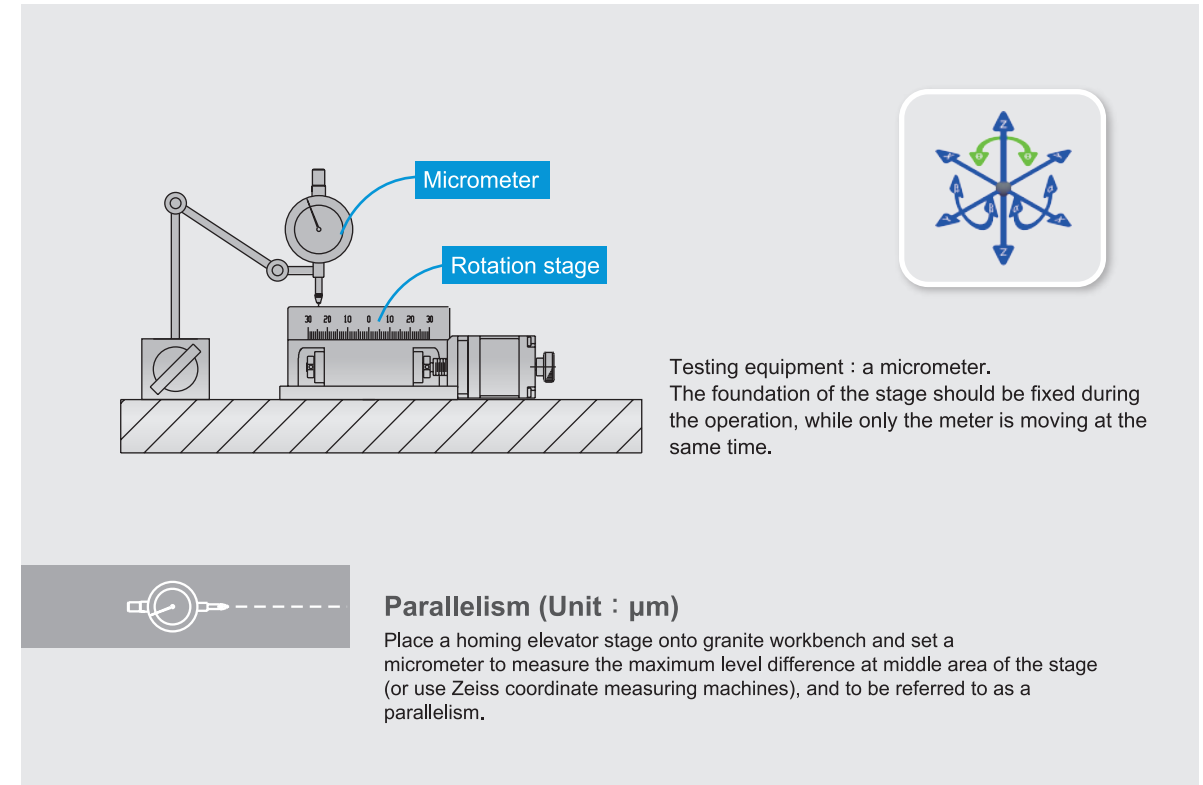 Micrometer
Rotation stage
30 20 10 0 10 20 30
Z
Y
X
θ
θ
β
α
β
α
X
Y
Z
Testing equipment：a micrometer.
The foundation of the stage should be fixed during
the operation, while only the meter is moving at the
same time.
Parallelism (Unit：μm)
Place a homing elevator stage onto granite workbench and set a
micrometer to measure the maximum level difference at middle area of the stage
(or use Zeiss coordinate measuring machines), and to be referred to as a
parallelism.